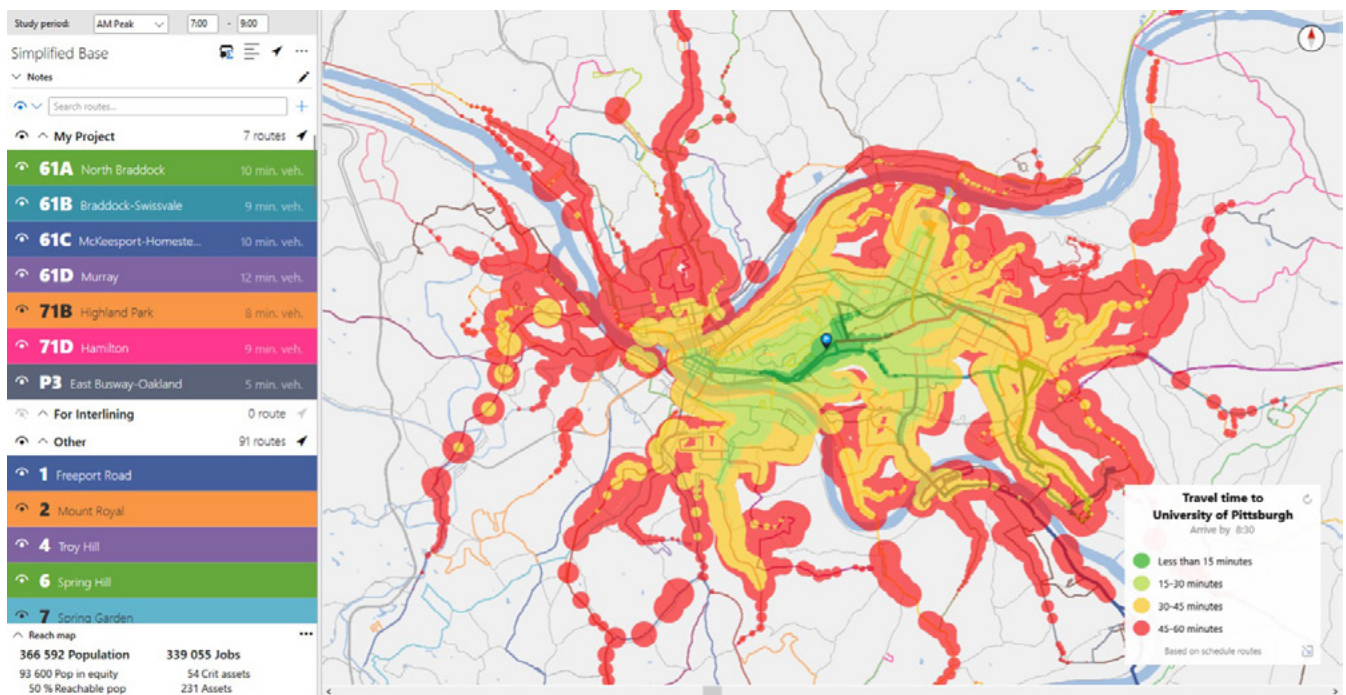 Study period: AM Peak 7:00 - 9:00
Simplified Base
Notes
Search routes...
My Project 7 routes
61A North Braddock 10 min. veh.
61B Braddock-Swissvale 9 min. veh.
61C McKeesport-Homeste... 10 min. veh.
61D Murray 12 min. veh.
71B Highland Park 8 min. veh.
71D Hamilton 9 min. veh.
P3 East Busway-Oakland 5 min. veh.
For Interlining 0 route
Other 91 routes
1 Freeport Road
2 Mount Royal
4 Troy Hill
6 Spring Hill
7 Spring Garden
Reach map
366 592 Population 339 055 Jobs
93 600 Pop in equity 54 Crit assets
50 % Reachable pop 231 Assets
Travel time to
University of Pittsburgh
Arrive by 8:30
Less than 15 minutes
15-30 minutes
30-45 minutes
45-60 minutes
Based on schedule routes